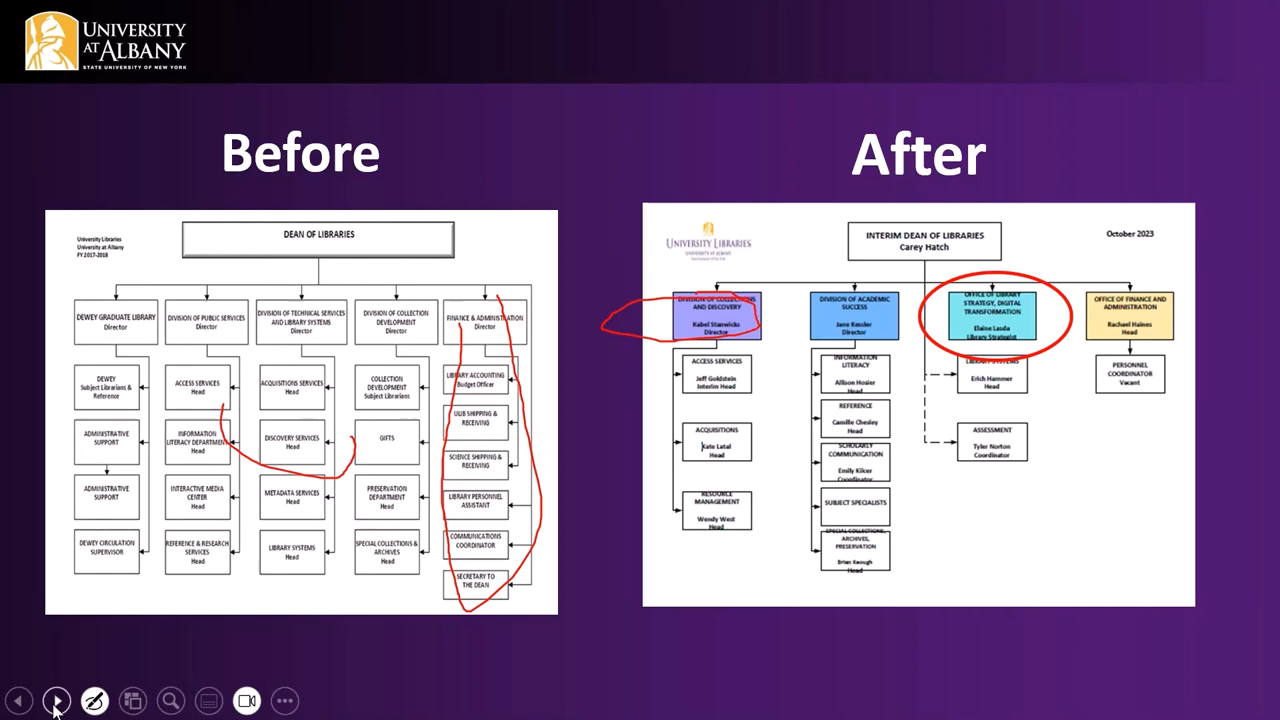 UNIVERSITY
AT ALBANY
STATE UNIVERSITY OF NEW YORK
Before
After
University Libraries
University at Albany
FY 2017-2018
DEAN OF LIBRARIES
DEWEY GRADUATE LIBRARY
Director
DIVISION OF PUBLIC SERVICES
Director
DIVISION OF TECHNICAL SERVICES
AND LIBRARY SYSTEMS
Director
DIVISION OF COLLECTION
DEVELOPMENT
Director
FINANCE & ADMINISTRATION
Director
DEWEY
Subject Librarians &
Reference
ADMINISTRATIVE
SUPPORT
ADMINISTRATIVE
SUPPORT
DEWEY CIRCULATION
SUPERVISOR
ACCESS SERVICES
Head
INFORMATION
LITERACY DEPARTMENT
Head
INTERACTIVE MEDIA
CENTER
Head
REFERENCE & RESEARCH
SERVICES
Head
ACQUISITIONS SERVICES
Head
DISCOVERY SERVICES
Head
METADATA SERVICES
Head
LIBRARY SYSTEMS
Head
COLLECTION
DEVELOPMENT
Subject Librarians
GIFTS
PRESERVATION
DEPARTMENT
Head
SPECIAL COLLECTIONS &
ARCHIVES
Head
LIBRARY ACCOUNTING
Budget Officer
ULIB SHIPPING &
RECEIVING
SCIENCE SHIPPING &
RECEIVING
LIBRARY PERSONNEL
ASSISTANT
COMMUNICATIONS
COORDINATOR
SECRETARY TO
THE DEAN
UNIVERSITY LIBRARIES
INTERIM DEAN OF LIBRARIES
Carey Hatch
October 2023
DIVISION OF COLLECTIONS
AND DISCOVERY
Kabel Stanwicks
Director
DIVISION OF ACADEMIC
SUCCESS
Jane Kessler
Director
OFFICE OF LIBRARY
STRATEGY, DIGITAL
TRANSFORMATION
Elaine Lasda
Library Strategist
OFFICE OF FINANCE AND
ADMINISTRATION
Rachael Haines
Head
ACCESS SERVICES
Jeff Goldstein
Interim Head
ACQUISITIONS
Kate Latal
Head
RESOURCE
MANAGEMENT
Wendy West
Head
INFORMATION
LITERACY
Allison Hosier
Head
REFERENCE
Camille Chesley
Head
SCHOLARLY
COMMUNICATION
Emily Kilcer
Coordinator
SUBJECT SPECIALISTS
SPECIAL COLLECTIONS,
ARCHIVES,
PRESERVATION
Brian Keough
Head
LIBRARY SYSTEMS
Erich Hammer
Head
ASSESSMENT
Tyler Norton
Coordinator
PERSONNEL
COORDINATOR
Vacant